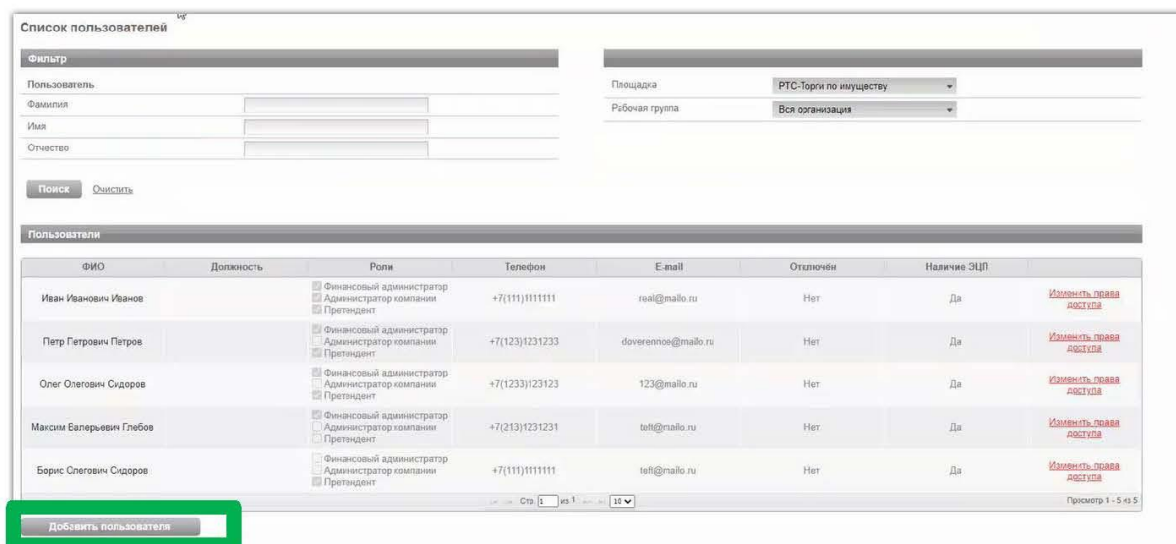 Список пользователей
Фильтр
Пользователь
Фамилия
Имя
Отчество
Площадка РТС-Торги по имуществу
Рабочая группа Вся организация
Поиск Очистить
Пользователи
ФИО Должность Роли Телефон E-mail Отключён Наличие ЭЦП
Финансовый администратор
Иван Иванович Иванов Администратор компании +7(111)1111111 real@mailo.ru Нет Да Изменить права доступа
Претендент
Финансовый администратор
Петр Петрович Петров Администратор компании +7(123)1231233 doverennoe@mailo.ru Нет Да Изменить права доступа
Претендент
Финансовый администратор
Олег Олегович Сидоров Администратор компании +7(1233)123123 123@mailo.ru Нет Да Изменить права доступа
Претендент
Финансовый администратор
Максим Валерьевич Глебов Администратор компании +7(213)1231231 Нет Да Изменить права доступа
Претендент
Финансовый администратор
Борис Олегович Сидоров Администратор компании +7(111)1111111 Нет Да Изменить права доступа
Претендент
Стр. 1 из 1 10 Просмотр 1 - 5 из 5
Добавить пользователя